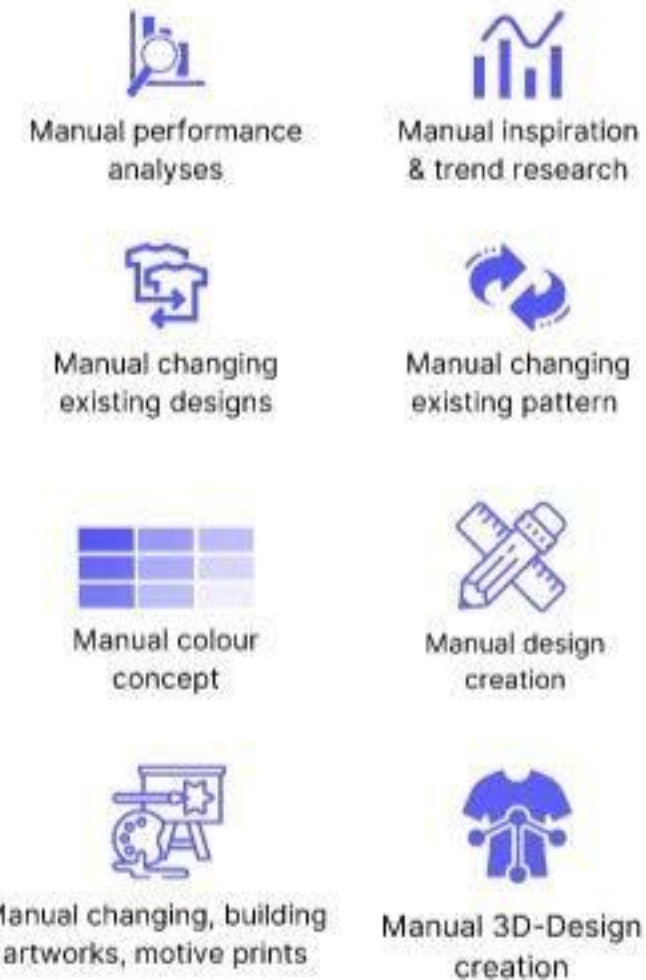 Manual performance
analyses
Manual inspiration
& trend research
Manual changing
existing designs
Manual changing
existing pattern
Manual colour
concept
Manual design
creation
Manual changing, building
artworks, motive prints
Manual 3D-Design
creation